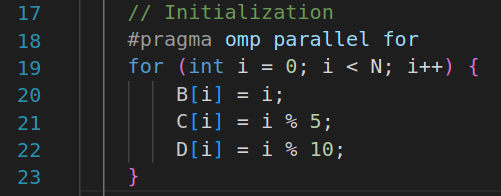 17 // Initialization
18 #pragma omp parallel for
19 for (int i = 0; i < N; i++) {
20 B[i] = i;
21 C[i] = i % 5;
22 D[i] = i % 10;
23 }